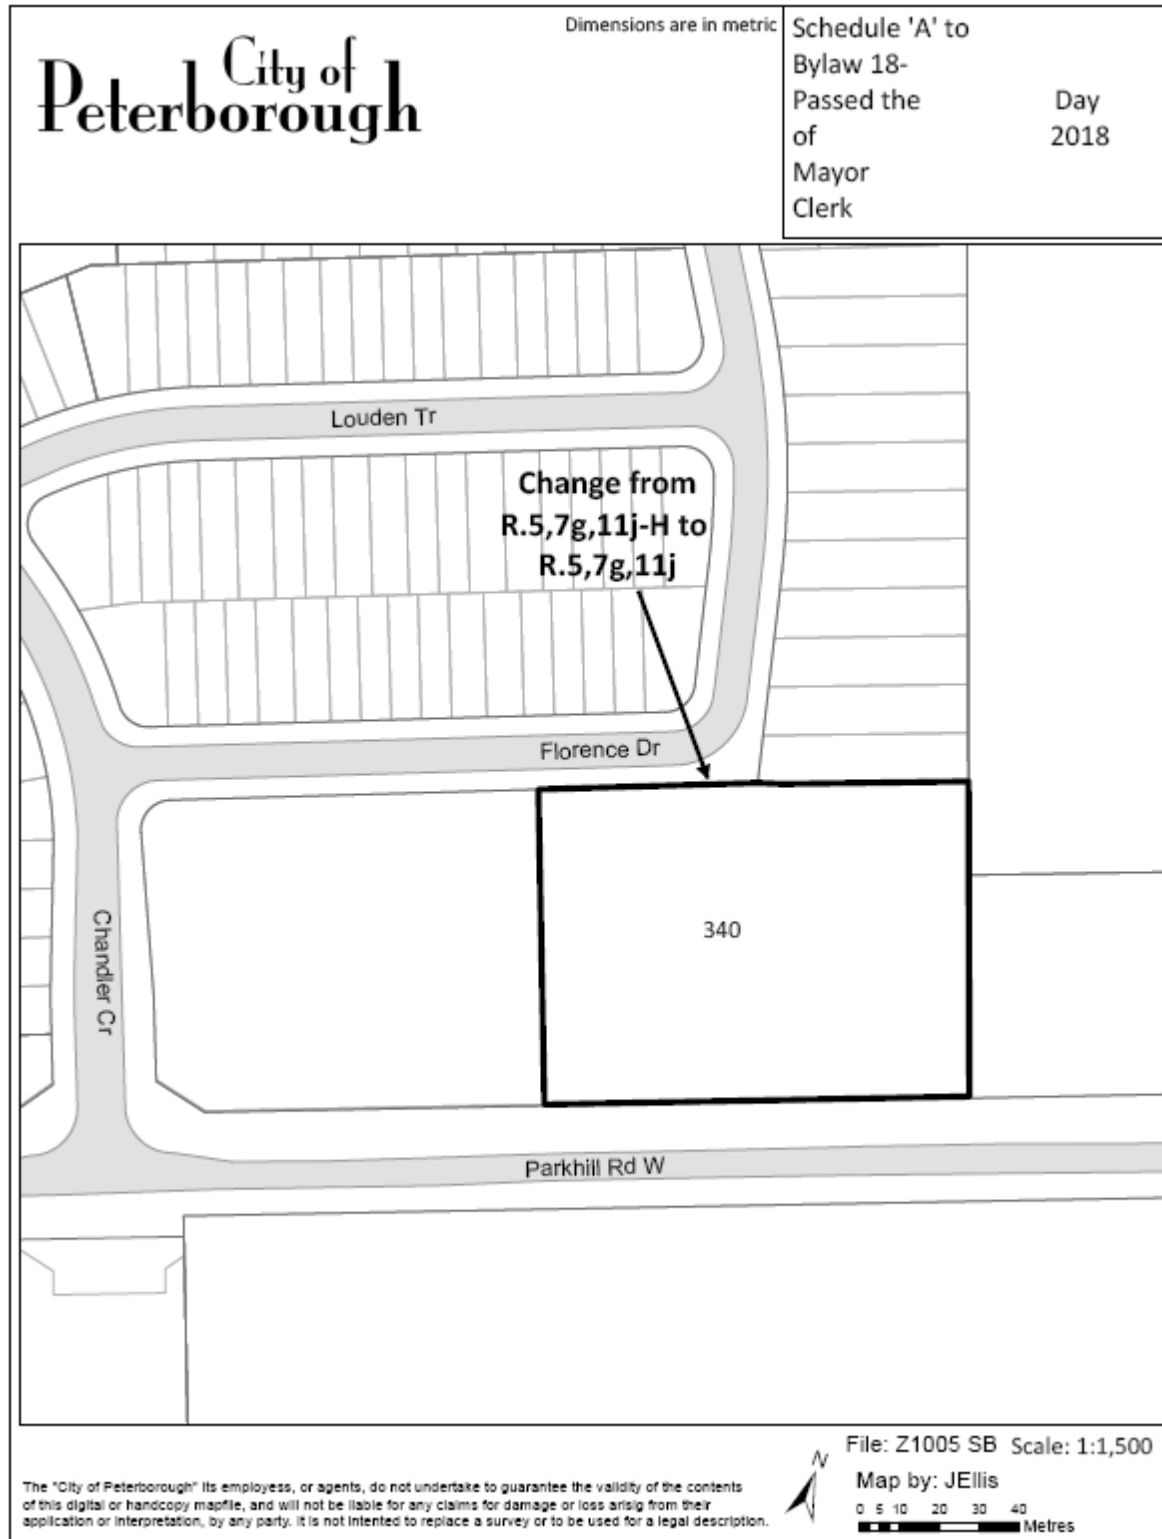 City of
Peterborough
Dimensions are in metric
Schedule 'A' to
Bylaw 18-
Passed the Day
of 2018
Mayor
Clerk
Louden Tr
Change from
R.5,7g,11j-H to
R.5,7g,11j
Florence Dr
340
Chandler Cr
Parkhill Rd W
The "City of Peterborough" its employess, or agents, do not undertake to guarantee the validity of the contents
of this digital or handcopy mapfile, and will not be liable for any claims for damage or loss arisig from their
application or interpretation, by any party. It is not intended to replace a survey or to be used for a legal description.
N
File: Z1005 SB Scale: 1:1,500
Map by: JEllis
0 5 10 20 30 40
Metres